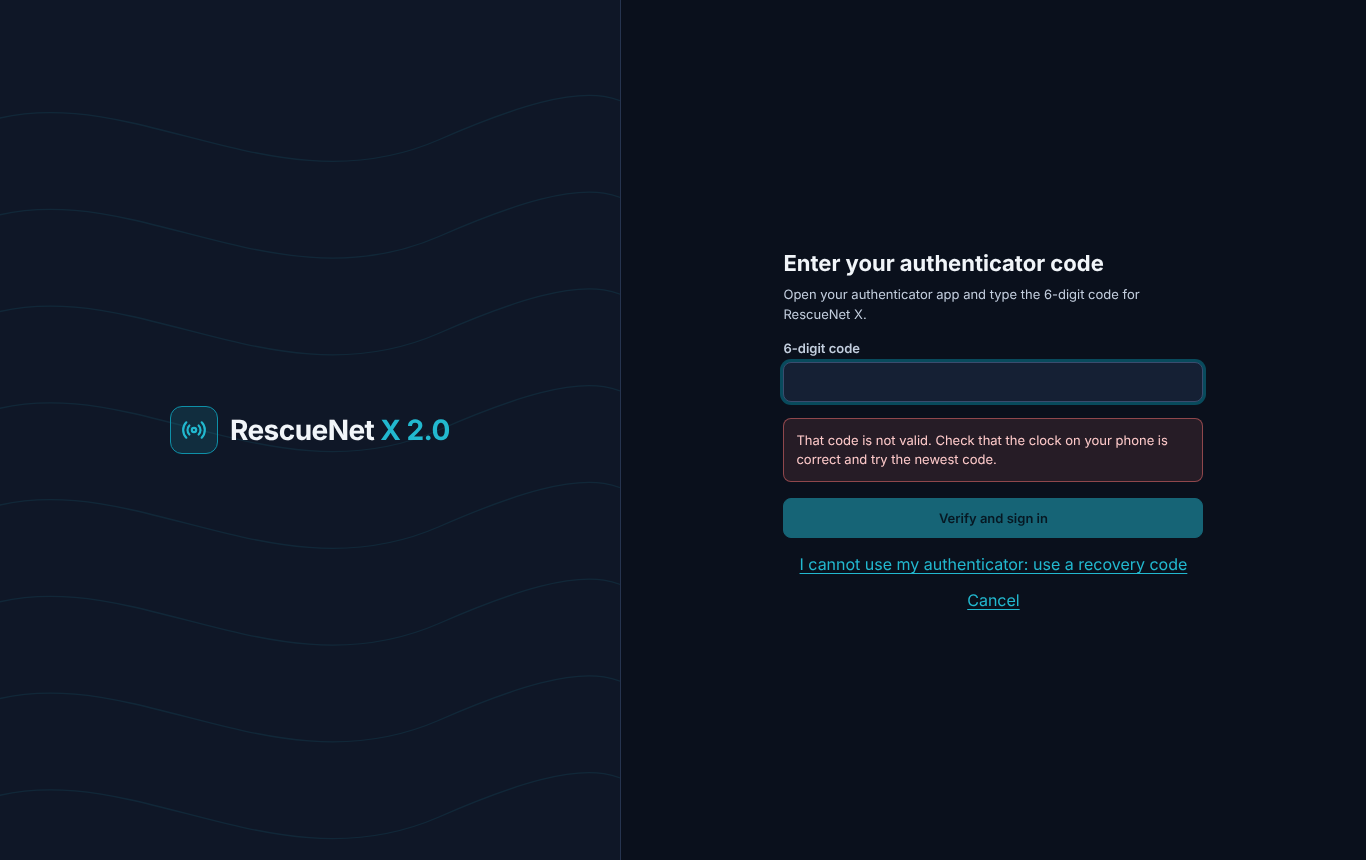 RescueNet X 2.0
Enter your authenticator code
Open your authenticator app and type the 6-digit code for
RescueNet X.
6-digit code
That code is not valid. Check that the clock on your phone is
correct and try the newest code.
Verify and sign in
I cannot use my authenticator: use a recovery code
Cancel